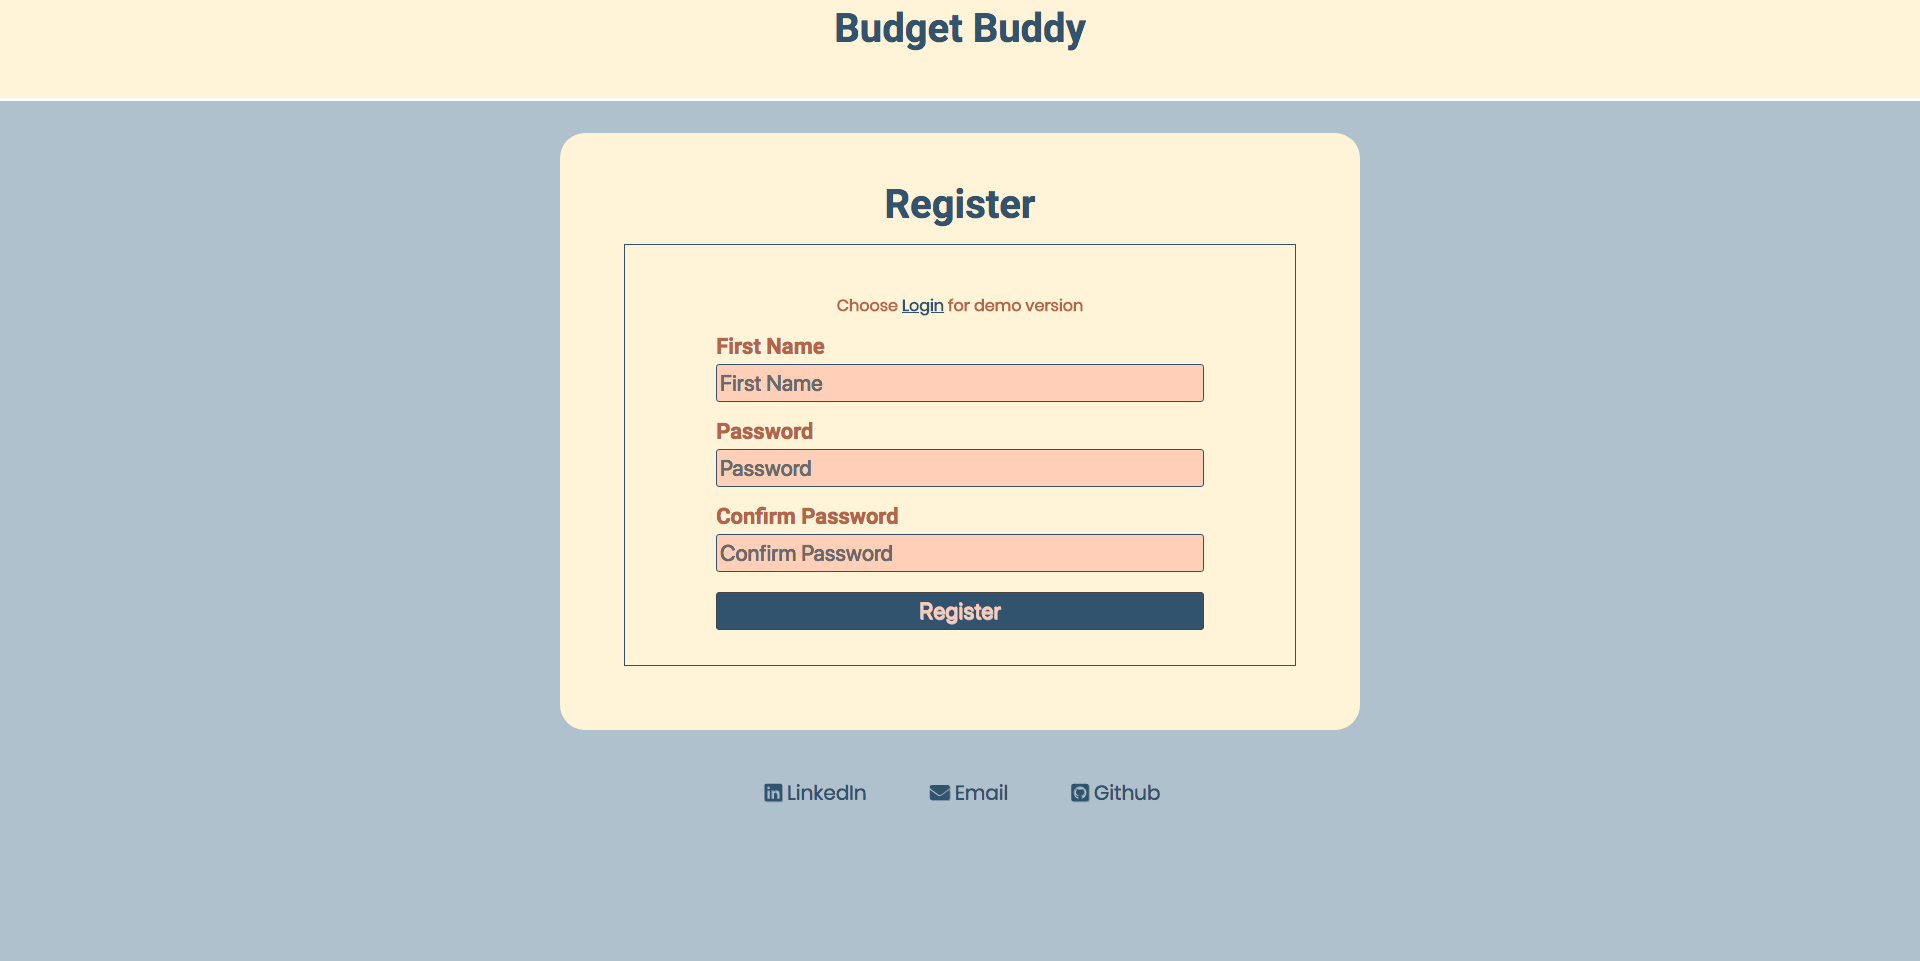 Budget Buddy
Register
Choose Login for demo version
First Name
First Name
Password
Password
Confirm Password
Confirm Password
Register
LinkedIn Email Github